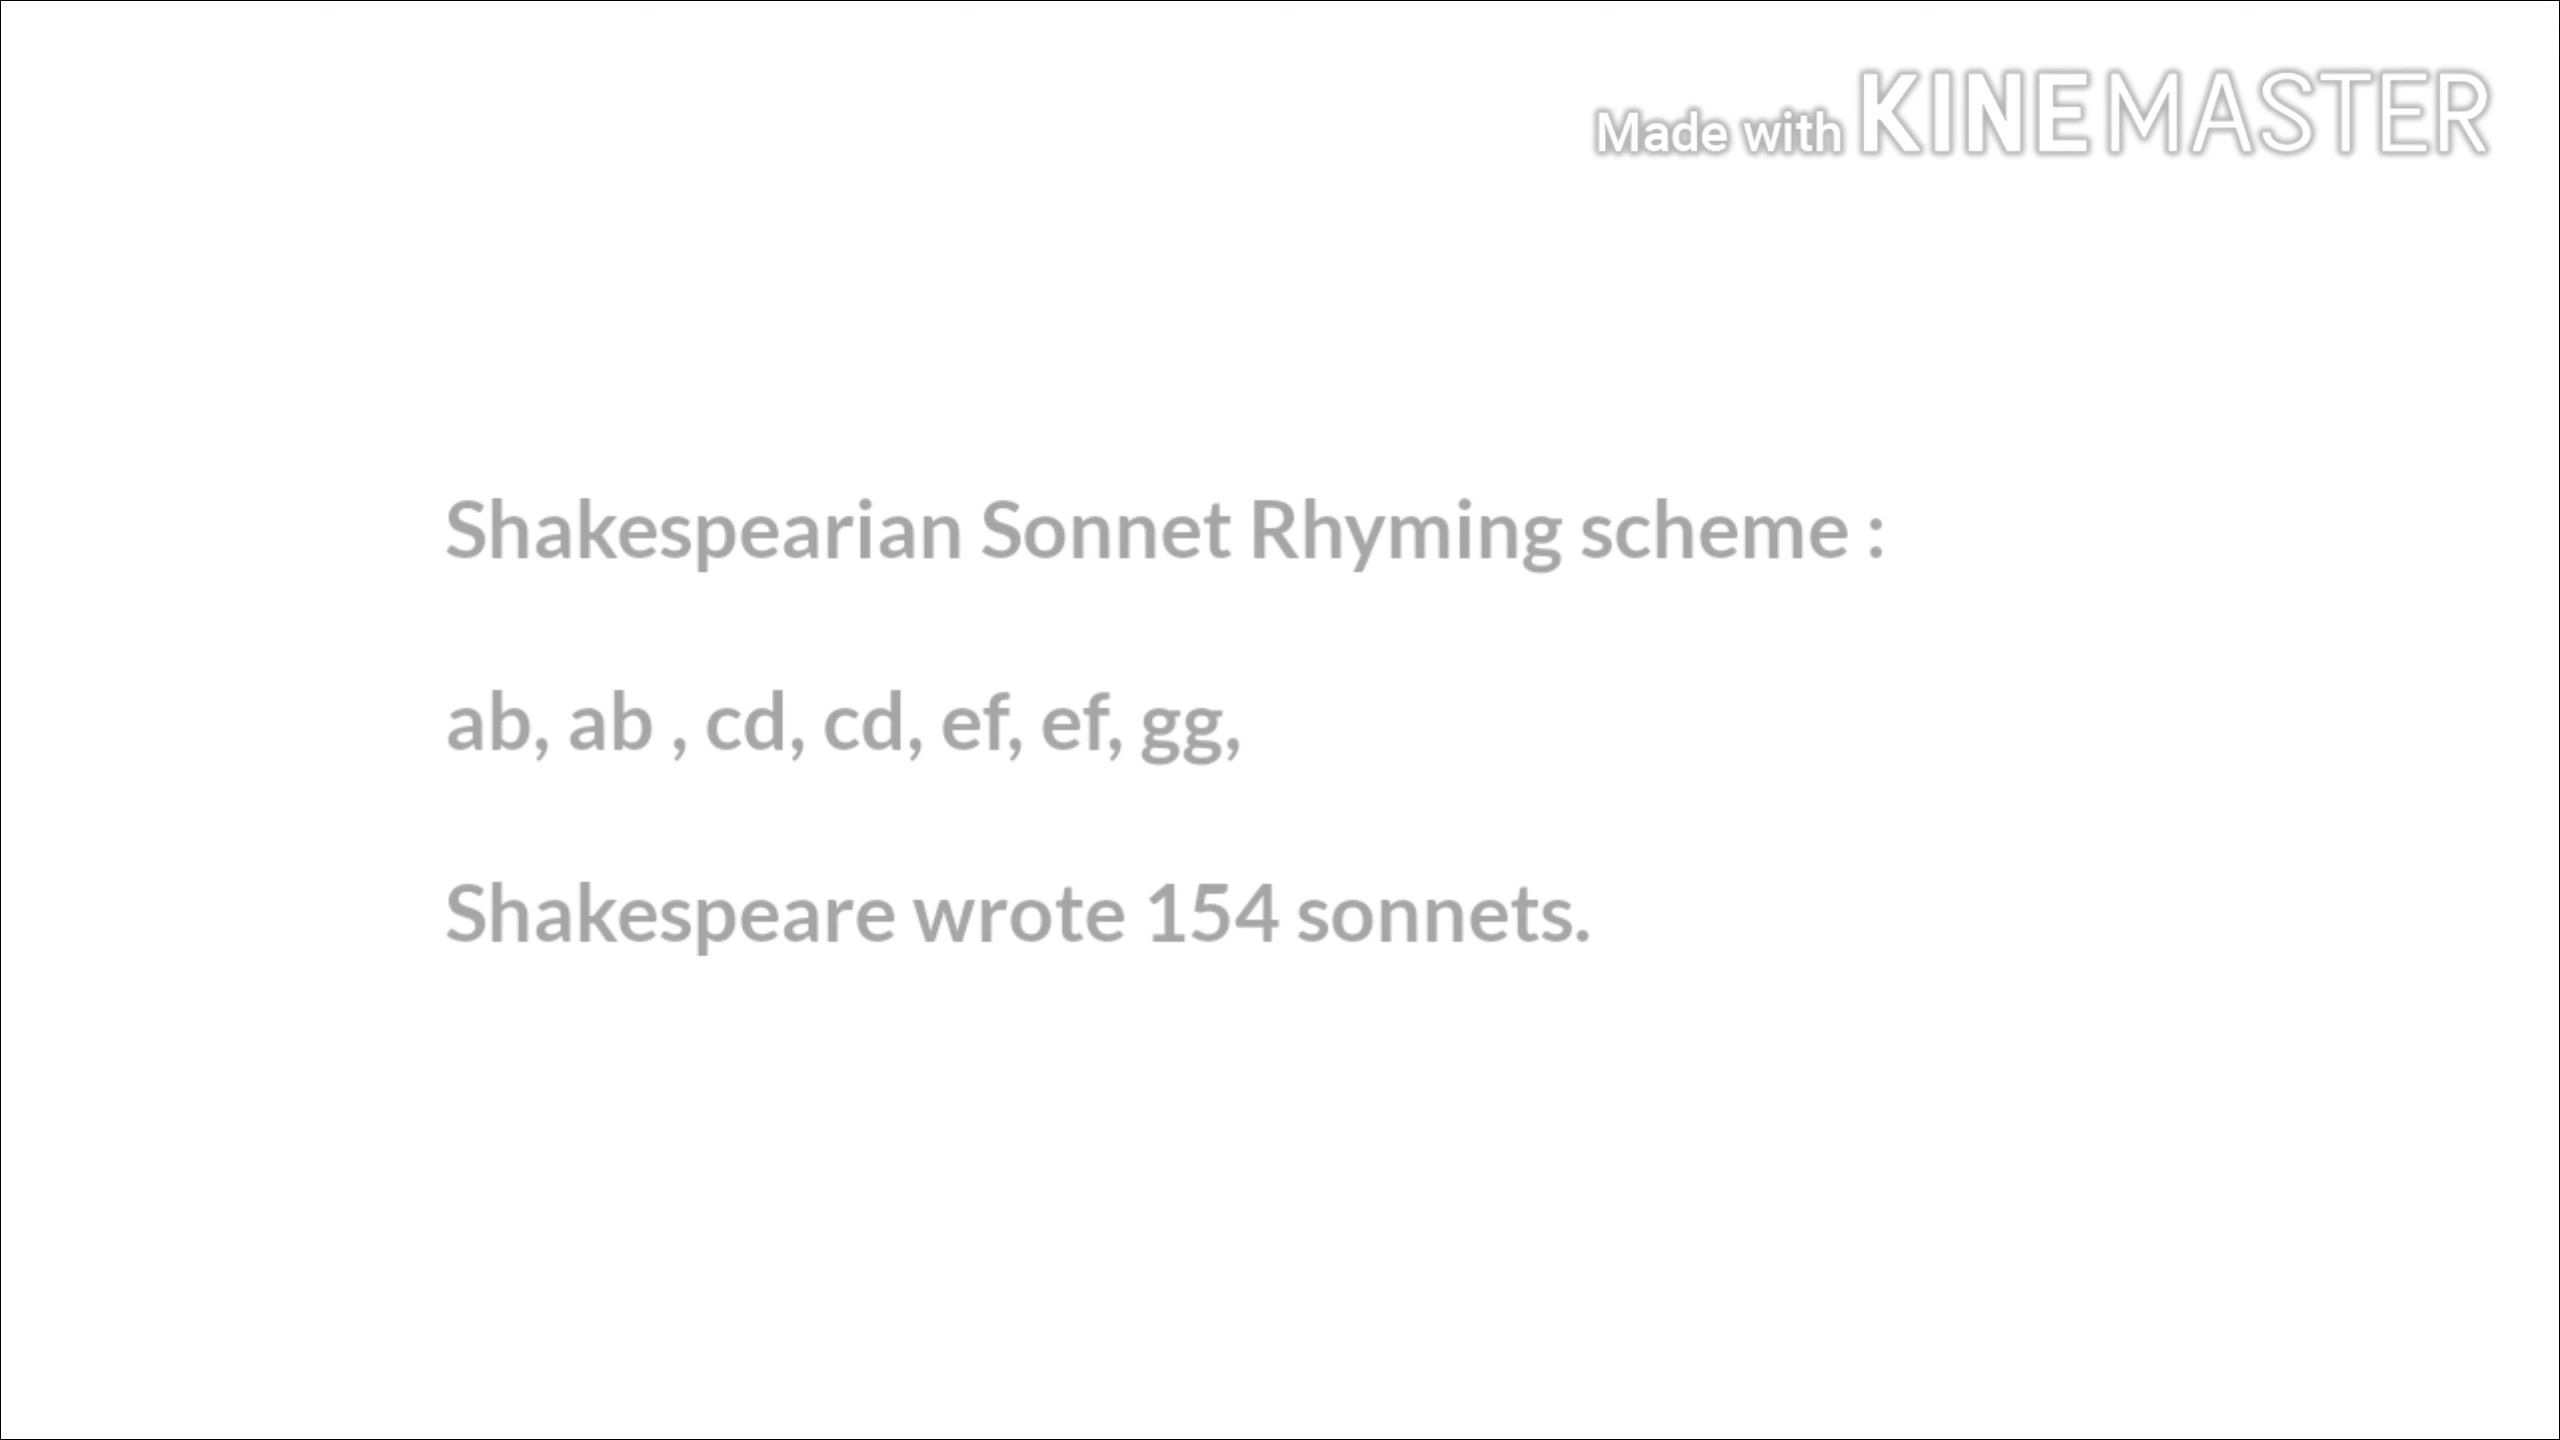 Made with KINEMASTER
Shakespearian Sonnet Rhyming scheme :
ab, ab , cd, cd, ef, ef, gg,
Shakespeare wrote 154 sonnets.